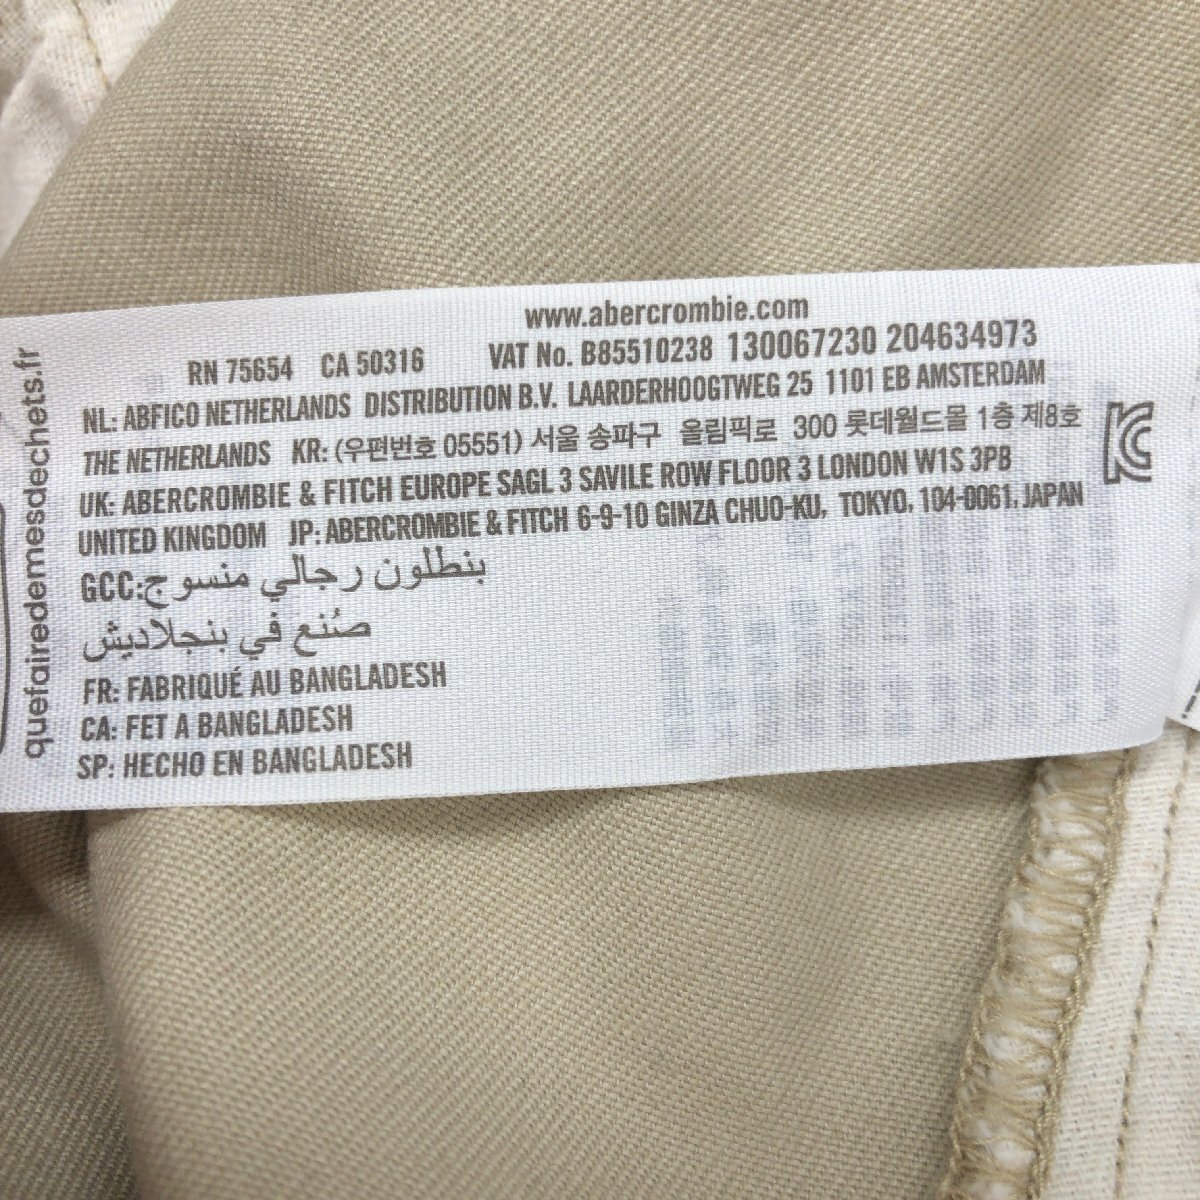 www.abercrombie.com
RN 75654 CA 50316 VAT No. B85510238 130067230 204634973
NL: ABFICO NETHERLANDS DISTRIBUTION B.V. LAARDERHOOGTWEG 25 1101 EB AMSTERDAM
THE NETHERLANDS KR: (우편번호 05551) 서울 송파구 올림픽로 300 롯데월드몰 1층 제8호
UK: ABERCROMBIE & FITCH EUROPE SAGL 3 SAVILE ROW FLOOR 3 LONDON W1S 3PB
UNITED KINGDOM JP: ABERCROMBIE & FITCH 6-9-10 GINZA CHUO-KU, TOKYO, 104-0061, JAPAN
GCC: بنطلون رجالي منسوج
صُنع في بنجلاديش
FR: FABRIQUÉ AU BANGLADESH
CA: FET A BANGLADESH
SP: HECHO EN BANGLADESH
quefairedemesdechets.fr